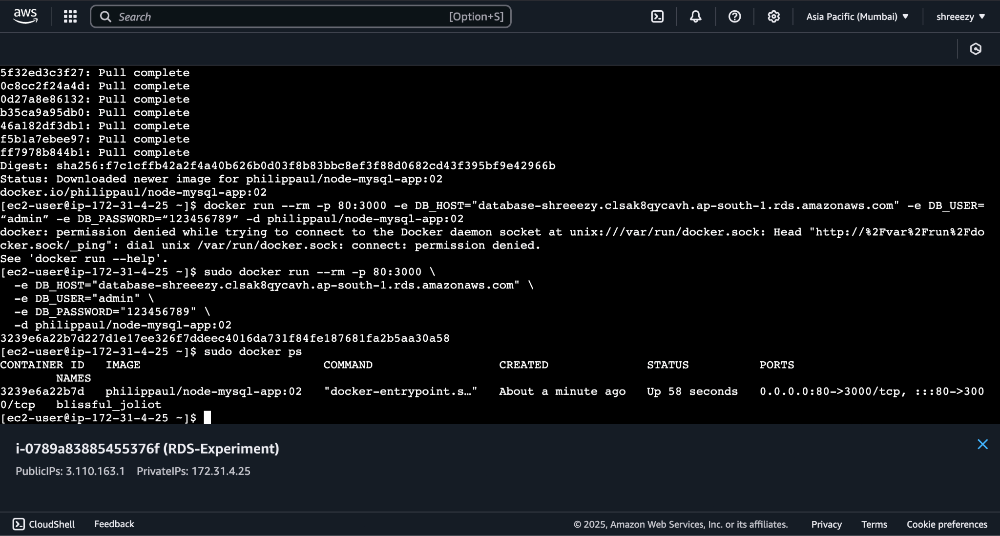 aws
Search [Option+S]
Asia Pacific (Mumbai) ▼
shreeezy ▼
5f32ed3c3f27: Pull complete
0c8cc2f24a4d: Pull complete
0d27a8e86132: Pull complete
b35ca9a95db0: Pull complete
46a182df3db1: Pull complete
f5b1a7ebee97: Pull complete
ff7978b844b1: Pull complete
Digest: sha256:f7c1cffb42a2f4a40b626b0d03f8b83bbc8ef3f88d0682cd43f395bf9e42966b
Status: Downloaded newer image for philippaul/node-mysql-app:02
docker.io/philippaul/node-mysql-app:02
[ec2-user@ip-172-31-4-25 ~]$ docker run --rm -p 80:3000 -e DB_HOST="database-shreeezy.clsak8qycavh.ap-south-1.rds.amazonaws.com" -e DB_USER=
“admin” -e DB_PASSWORD=“123456789” -d philippaul/node-mysql-app:02
docker: permission denied while trying to connect to the Docker daemon socket at unix:///var/run/docker.sock: Head "http://%2Fvar%2Frun%2Fdo
cker.sock/_ping": dial unix /var/run/docker.sock: connect: permission denied.
See 'docker run --help'.
[ec2-user@ip-172-31-4-25 ~]$ sudo docker run --rm -p 80:3000 \
  -e DB_HOST="database-shreeezy.clsak8qycavh.ap-south-1.rds.amazonaws.com" \
  -e DB_USER="admin" \
  -e DB_PASSWORD="123456789" \
  -d philippaul/node-mysql-app:02
3239e6a22b7d227d1e17ee326f7ddeec4016da731f84fe187681fa2b5aa30a58
[ec2-user@ip-172-31-4-25 ~]$ sudo docker ps
CONTAINER ID   IMAGE                          COMMAND                  CREATED              STATUS          PORTS
        NAMES
3239e6a22b7d   philippaul/node-mysql-app:02   "docker-entrypoint.s…"   About a minute ago   Up 58 seconds   0.0.0.0:80->3000/tcp, :::80->300
0/tcp   blissful_joliot
[ec2-user@ip-172-31-4-25 ~]$
i-0789a83885455376f (RDS-Experiment)
PublicIPs: 3.110.163.1 PrivateIPs: 172.31.4.25
CloudShell Feedback © 2025, Amazon Web Services, Inc. or its affiliates. Privacy Terms Cookie preferences